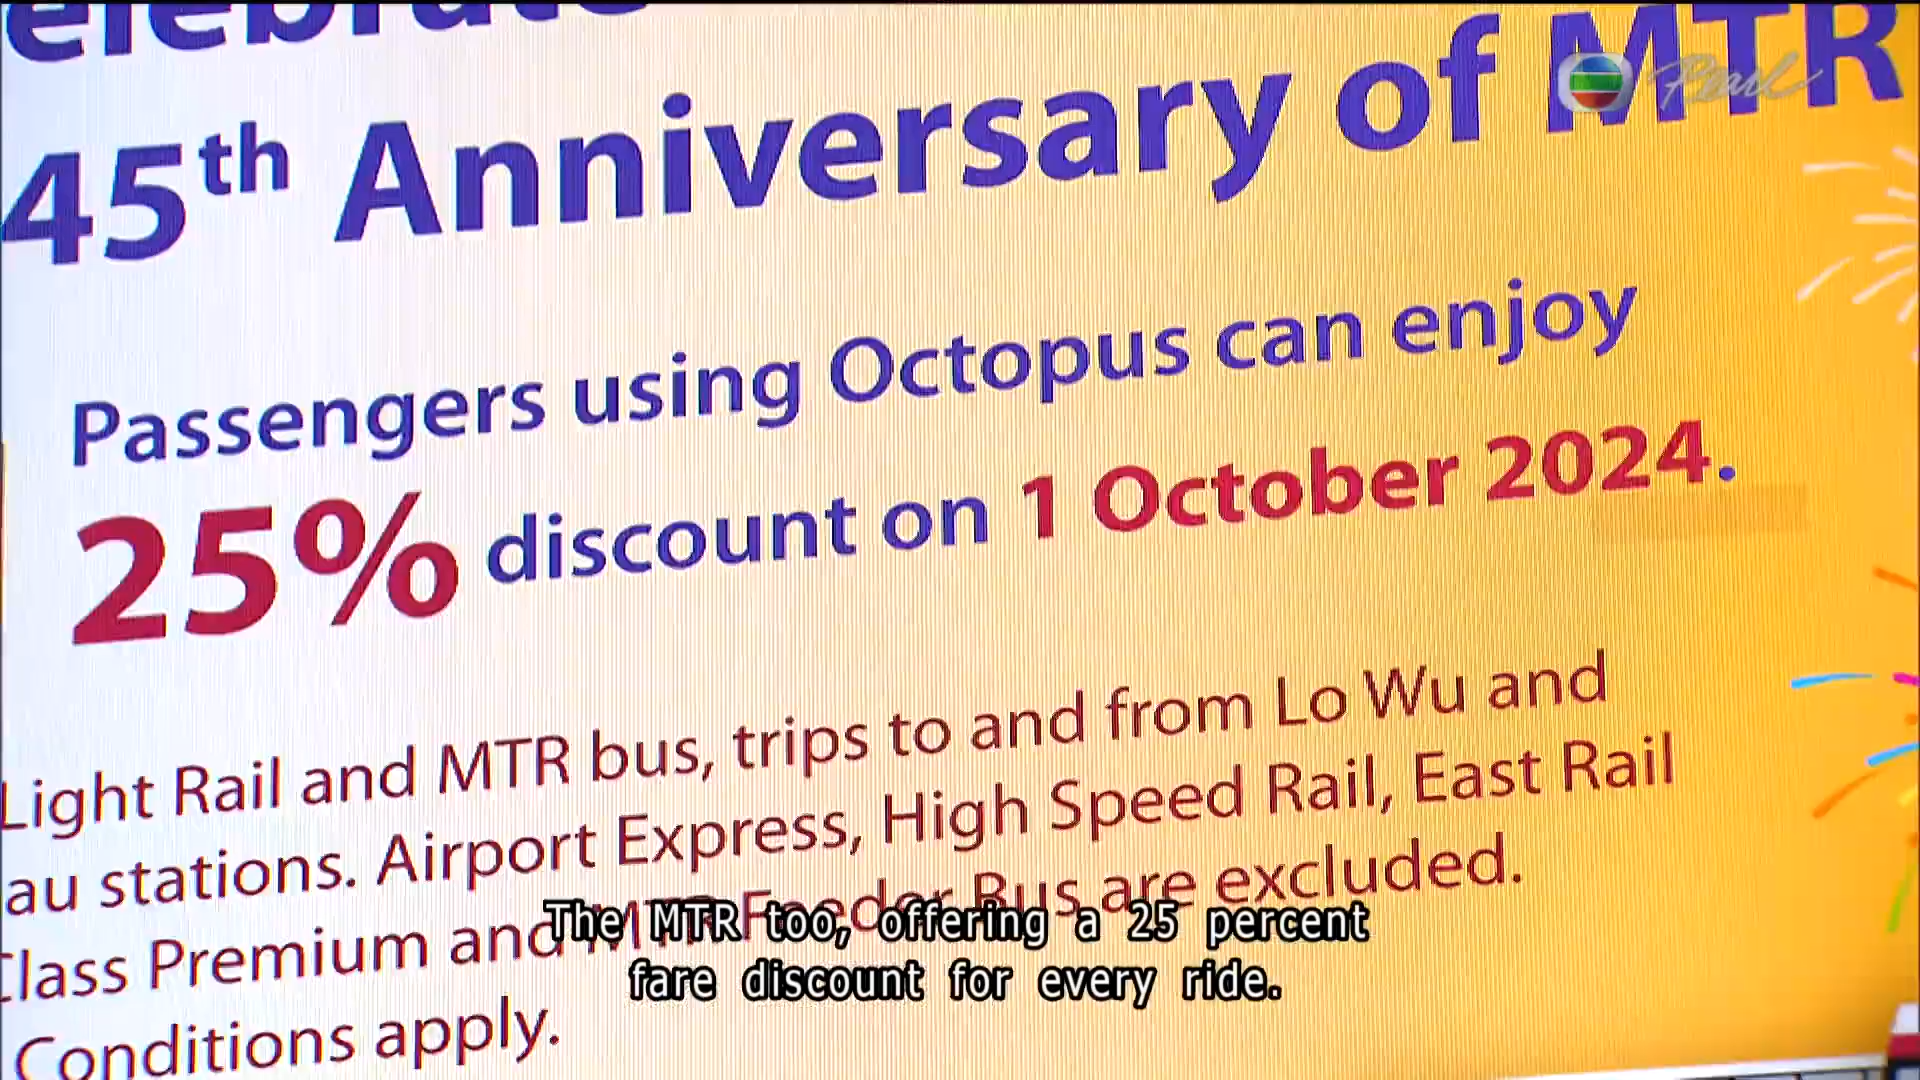 elebrate
45th Anniversary of MTR
Pearl
Passengers using Octopus can enjoy
25% discount on 1 October 2024.
Light Rail and MTR bus, trips to and from Lo Wu and
au stations. Airport Express, High Speed Rail, East Rail
Class Premium and MTR Feeder Bus are excluded.
Conditions apply.
The MTR too, offering a 25 percent
fare discount for every ride.